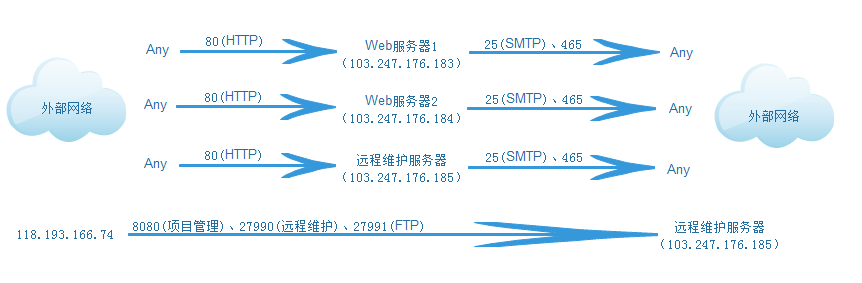 Any 80(HTTP) Web服务器1 25(SMTP)、465 Any
（103.247.176.183）
外部网络 外部网络
Any 80(HTTP) Web服务器2 25(SMTP)、465 Any
（103.247.176.184）
Any 80(HTTP) 远程维护服务器 25(SMTP)、465 Any
（103.247.176.185）
118.193.166.74 8080(项目管理)、27990(远程维护)、27991(FTP) 远程维护服务器
（103.247.176.185）